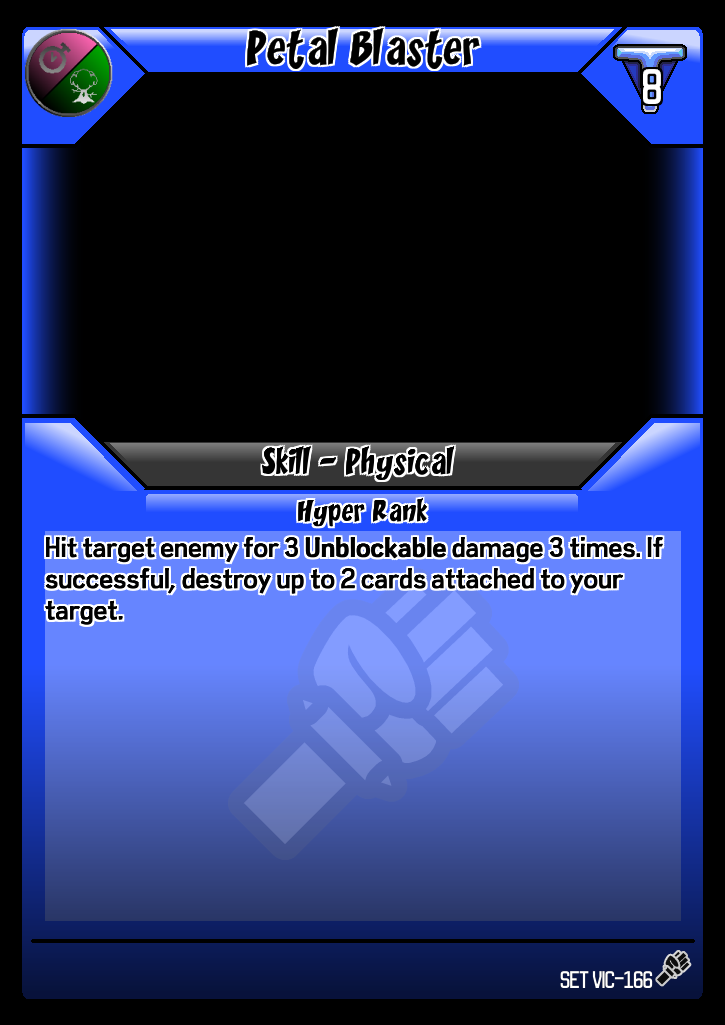 Petal Blaster
8
Skill - Physical
Hyper Rank
Hit target enemy for 3 Unblockable damage 3 times. If
successful, destroy up to 2 cards attached to your
target.
SET VIC-166